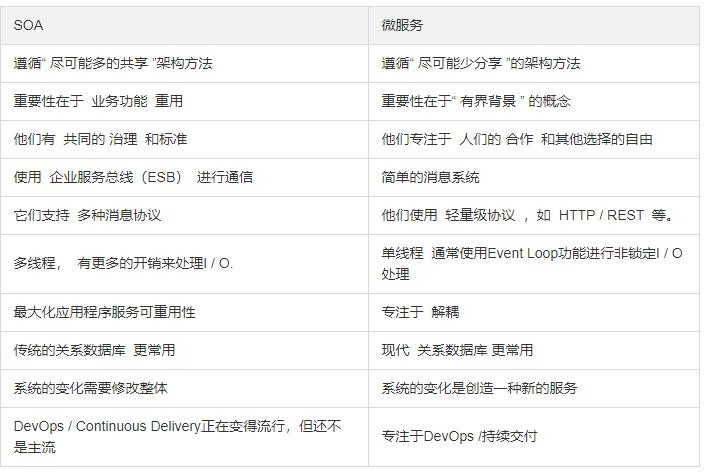 SOA
微服务
遵循“ 尽可能多的共享 ”架构方法
遵循“ 尽可能少分享 ”的架构方法
重要性在于 业务功能 重用
重要性在于“ 有界背景 ” 的概念
他们有 共同的 治理 和标准
他们专注于 人们的 合作 和其他选择的自由
使用 企业服务总线（ESB） 进行通信
简单的消息系统
它们支持 多种消息协议
他们使用 轻量级协议 ，如 HTTP / REST 等。
多线程， 有更多的开销来处理I / O.
单线程 通常使用Event Loop功能进行非锁定I / O
处理
最大化应用程序服务可重用性
专注于 解耦
传统的关系数据库 更常用
现代 关系数据库 更常用
系统的变化需要修改整体
系统的变化是创造一种新的服务
DevOps / Continuous Delivery正在变得流行，但还不
是主流
专注于DevOps /持续交付